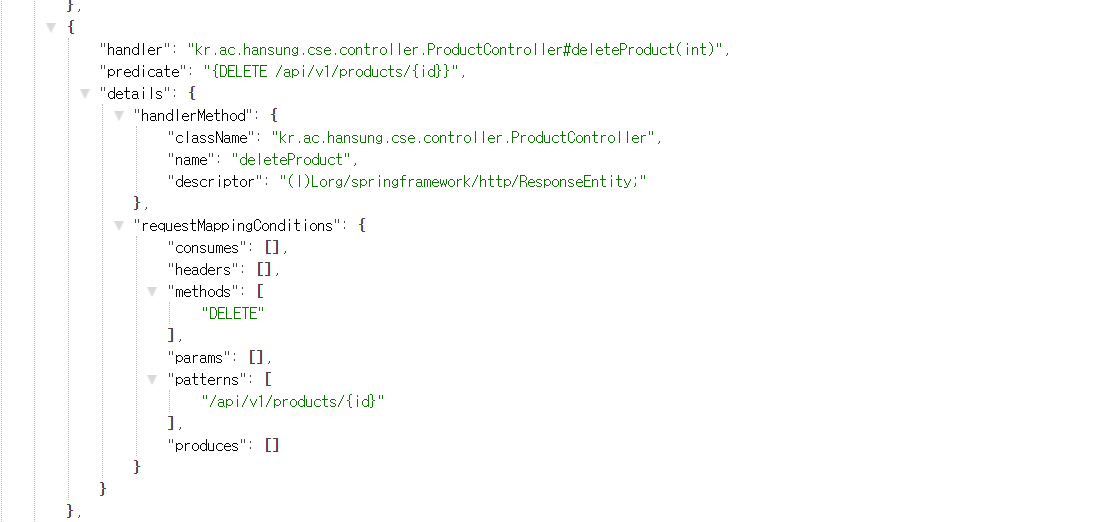 },
{
"handler": "kr.ac.hansung.cse.controller.ProductController#deleteProduct(int)",
"predicate": "{DELETE /api/v1/products/{id}}",
"details": {
"handlerMethod": {
"className": "kr.ac.hansung.cse.controller.ProductController",
"name": "deleteProduct",
"descriptor": "(I)Lorg/springframework/http/ResponseEntity;"
},
"requestMappingConditions": {
"consumes": [],
"headers": [],
"methods": [
"DELETE"
],
"params": [],
"patterns": [
"/api/v1/products/{id}"
],
"produces": []
}
}
},